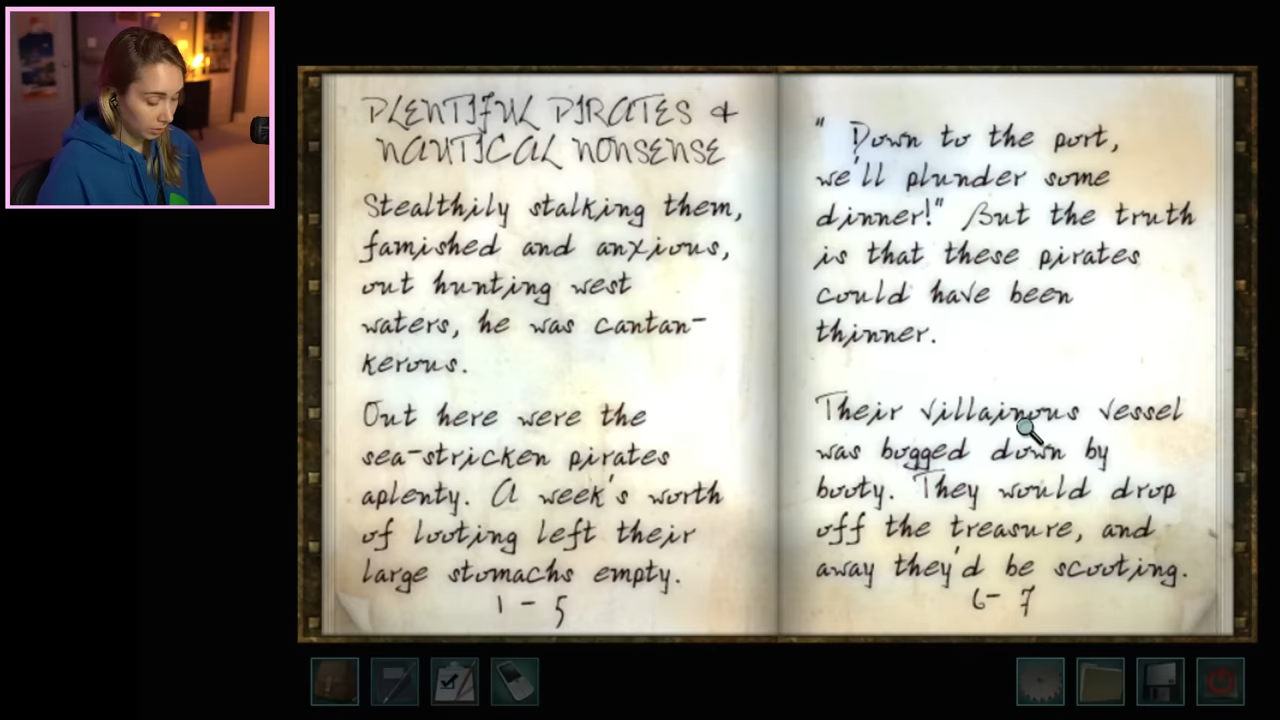 PLENTIFUL PIRATES &
NAUTICAL NONSENSE
Stealthily stalking them,
famished and anxious,
out hunting west
waters, he was cantan-
kerous.
Out here were the
sea-stricken pirates
aplenty. A week's worth
of looting left their
large stomachs empty.
1 - 5
" Down to the port,
we'll plunder some
dinner!" But the truth
is that these pirates
could have been
thinner.
Their villainous vessel
was bogged down by
booty. They would drop
off the treasure, and
away they'd be scooting.
6- 7